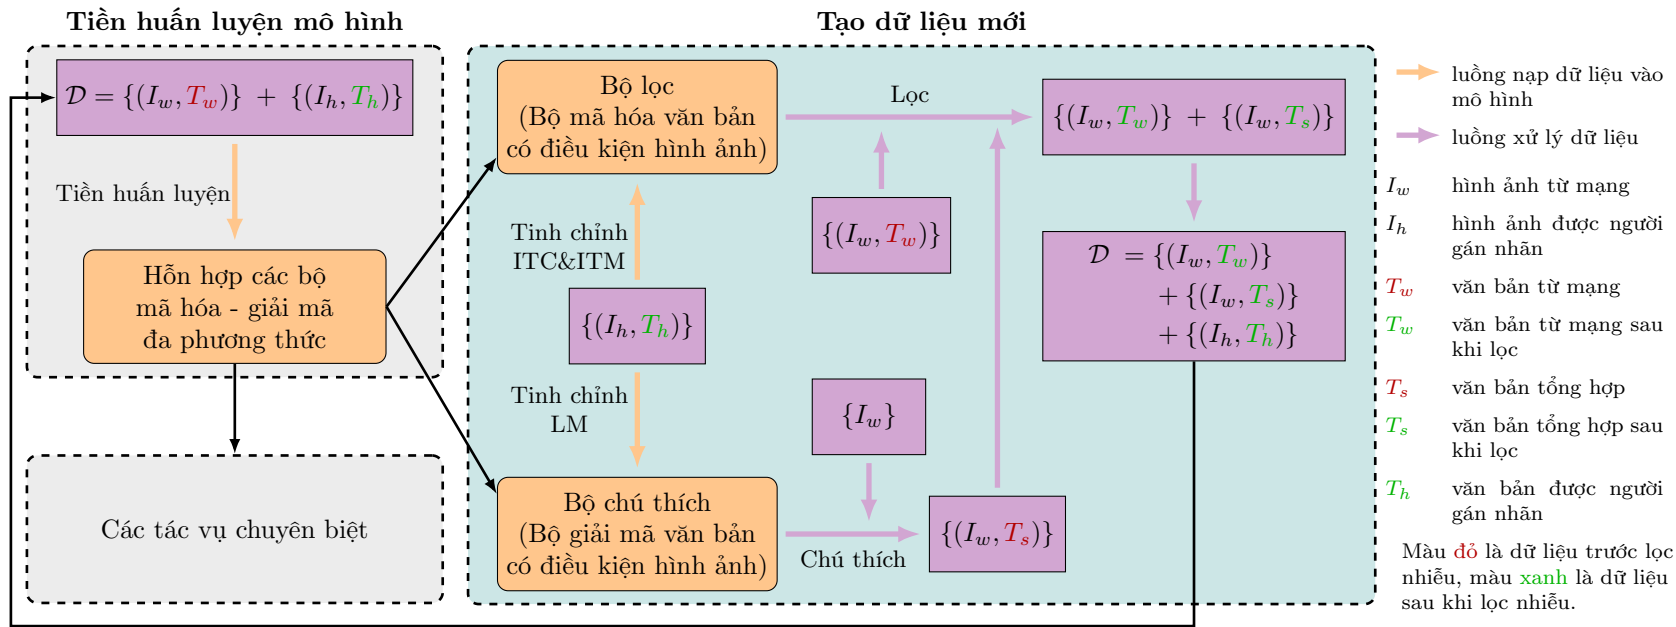 Tiền huấn luyện mô hình
$\mathcal{D} = \{(I_w, T_w)\} + \{(I_h, T_h)\}$
Tiền huấn luyện
Hỗn hợp các bộ
mã hóa - giải mã
đa phương thức
Các tác vụ chuyên biệt
Tạo dữ liệu mới
Bộ lọc
(Bộ mã hóa văn bản
có điều kiện hình ảnh)
Tinh chỉnh
ITC&ITM
$\{(I_h, T_h)\}$
Tinh chỉnh
LM
Bộ chú thích
(Bộ giải mã văn bản
có điều kiện hình ảnh)
Lọc
$\{(I_w, T_w)\}$
$\{I_w\}$
Chú thích
$\{(I_w, T_s)\}$
$\{(I_w, T_w)\} + \{(I_w, T_s)\}$
$\mathcal{D} = \{(I_w, T_w)\}$
$+ \{(I_w, T_s)\}$
$+ \{(I_h, T_h)\}$
luồng nạp dữ liệu vào
mô hình
luồng xử lý dữ liệu
$I_w$ hình ảnh từ mạng
$I_h$ hình ảnh được người
gán nhãn
$T_w$ văn bản từ mạng
$T_w$ văn bản từ mạng sau
khi lọc
$T_s$ văn bản tổng hợp
$T_s$ văn bản tổng hợp sau
khi lọc
$T_h$ văn bản được người
gán nhãn
Màu đỏ là dữ liệu trước lọc
nhiễu, màu xanh là dữ liệu
sau khi lọc nhiễu.